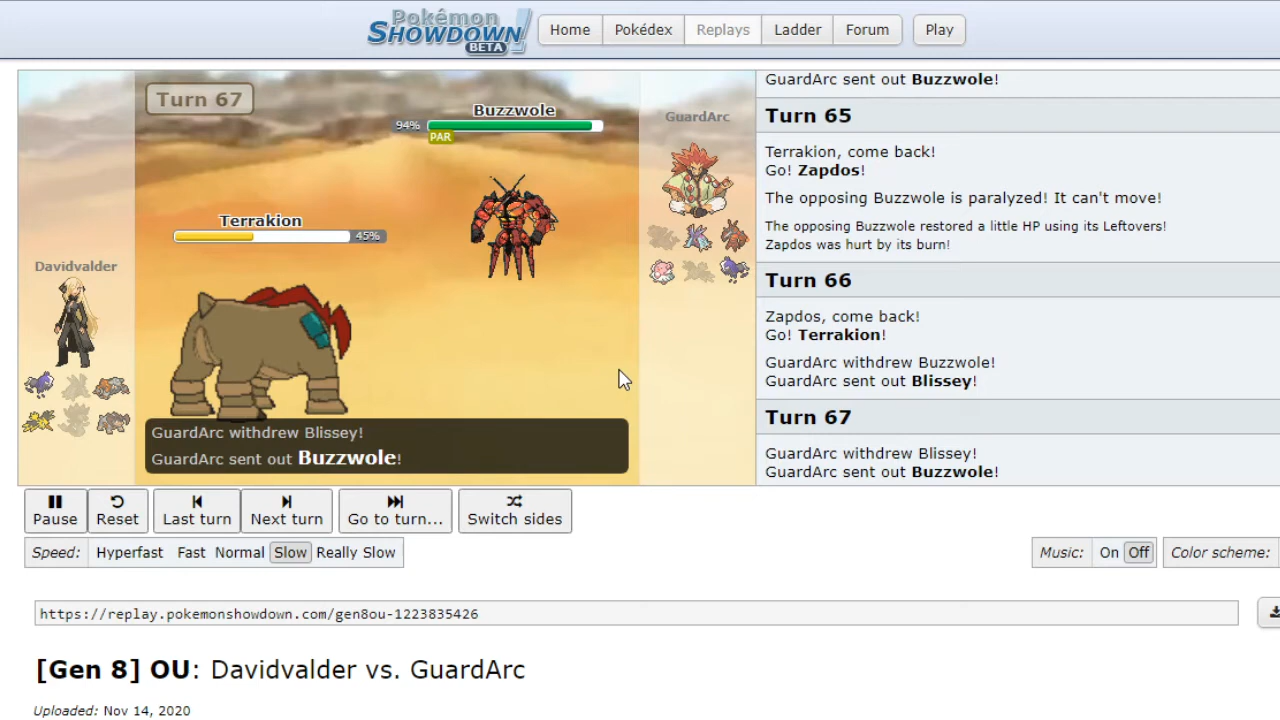 Pokémon
SHOWDOWN!
BETA
Home Pokédex Replays Ladder Forum Play
Turn 67
Buzzwole
94%
PAR
Terrakion
45%
Davidvalder
GuardArc
GuardArc withdrew Blissey!
GuardArc sent out Buzzwole!
GuardArc sent out Buzzwole!
Turn 65
Terrakion, come back!
Go! Zapdos!
The opposing Buzzwole is paralyzed! It can't move!
The opposing Buzzwole restored a little HP using its Leftovers!
Zapdos was hurt by its burn!
Turn 66
Zapdos, come back!
Go! Terrakion!
GuardArc withdrew Buzzwole!
GuardArc sent out Blissey!
Turn 67
GuardArc withdrew Blissey!
GuardArc sent out Buzzwole!
Pause Reset Last turn Next turn Go to turn... Switch sides
Speed: Hyperfast Fast Normal Slow Really Slow
Music: On Off Color scheme:
https://replay.pokemonshowdown.com/gen8ou-1223835426
[Gen 8] OU: Davidvalder vs. GuardArc
Uploaded: Nov 14, 2020